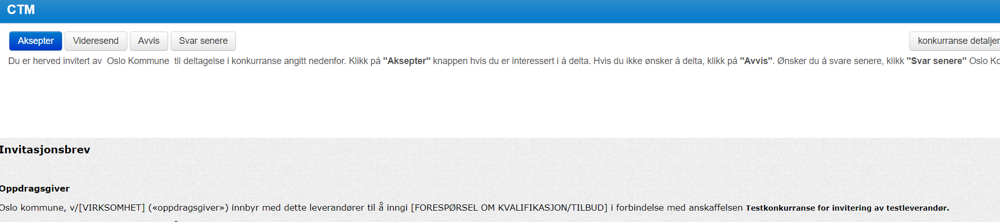 CTM
Aksepter Videresend Avvis Svar senere konkurranse detaljer
Du er herved invitert av Oslo Kommune til deltagelse i konkurranse angitt nedenfor. Klikk på "Aksepter" knappen hvis du er interessert i å delta. Hvis du ikke ønsker å delta, klikk på "Avvis". Ønsker du å svare senere, klikk "Svar senere" Oslo
Invitasjonsbrev
Oppdragsgiver
Oslo kommune, v/[VIRKSOMHET] («oppdragsgiver») innbyr med dette leverandører til å inngi [FORESPØRSEL OM KVALIFIKASJON/TILBUD] i forbindelse med anskaffelsen Testkonkurranse for invitering av testleverandør.